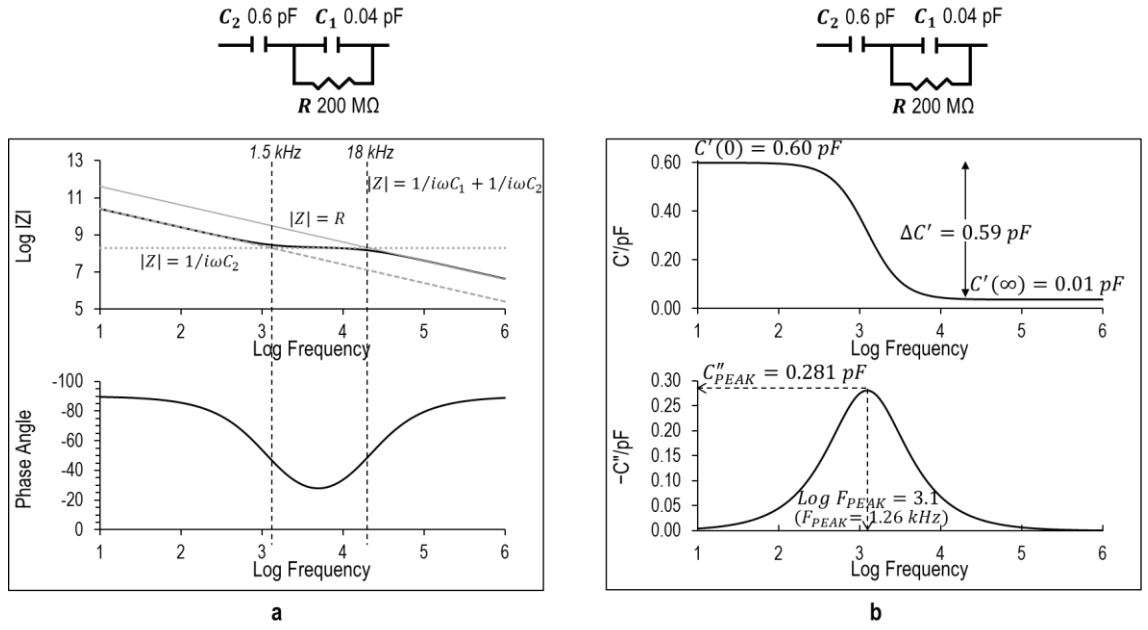 C₂ 0.6 pF C₁ 0.04 pF
R 200 MΩ
1.5 kHz 18 kHz
|Z| = 1/iωC₁ + 1/iωC₂
|Z| = R
|Z| = 1/iωC₂
Log IZI
13
11
9
7
5
1 2 3 4 5 6
Log Frequency
Phase Angle
-100
-80
-60
-40
-20
0
1 2 3 4 5 6
Log Frequency
a
C₂ 0.6 pF C₁ 0.04 pF
R 200 MΩ
C′(0) = 0.60 pF
ΔC′ = 0.59 pF
C′(∞) = 0.01 pF
C'/pF
0.60
0.40
0.20
0.00
1 2 3 4 5 6
Log Frequency
C″PEAK = 0.281 pF
−C"/pF
0.30
0.25
0.20
0.15
0.10
0.05
0.00
Log FPEAK = 3.1
(FPEAK= 1.26 kHz)
1 2 3 4 5 6
Log Frequency
b